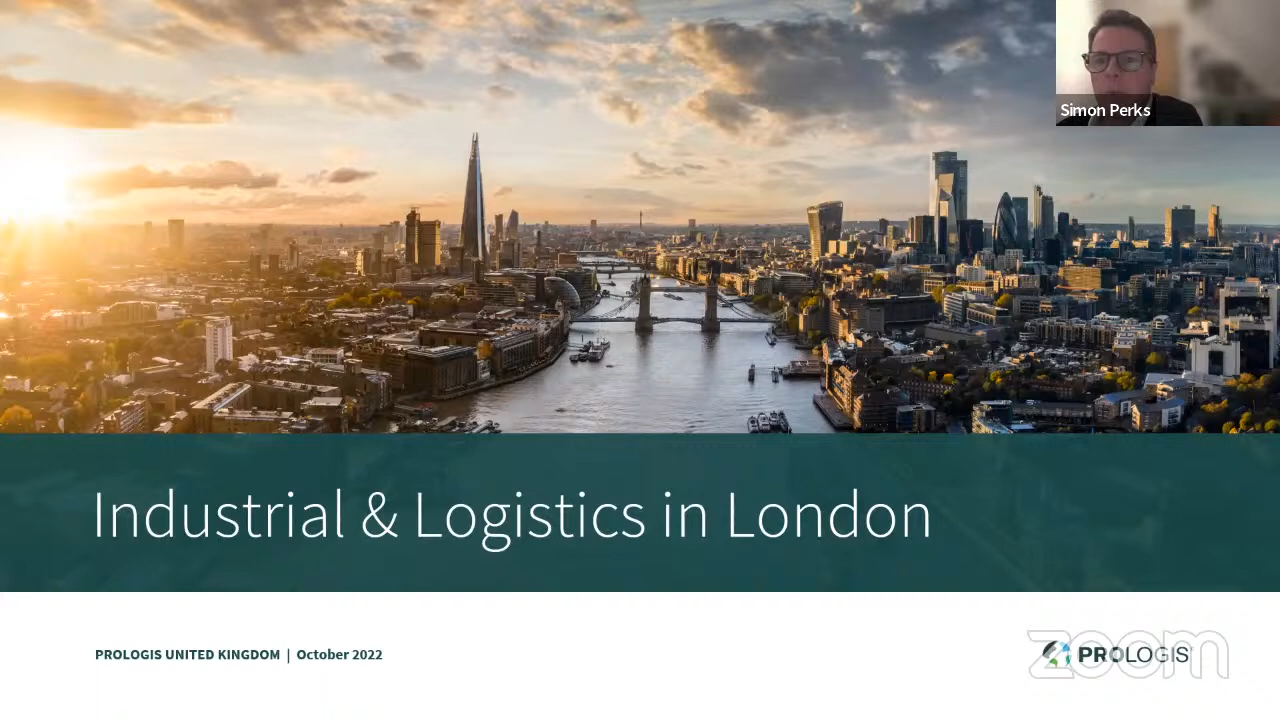 Simon Perks
Industrial & Logistics in London
PROLOGIS UNITED KINGDOM | October 2022
PROLOGIS
zoom